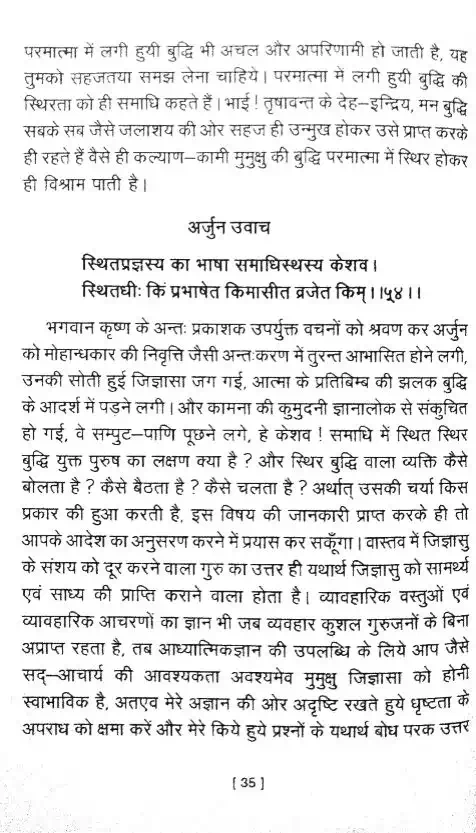 परमात्मा में लगी हुयी बुद्धि भी अचल और अपरिणामी हो जाती है, यह
तुमको सहजतया समझ लेना चाहिये। परमात्मा में लगी हुयी बुद्धि की
स्थिरता को ही समाधि कहते हैं। भाई! तृषावन्त के देह–इन्द्रिय, मन बुद्धि
सबके सब जैसे जलाशय की ओर सहज ही उन्मुख होकर उसे प्राप्त करके
ही रहते हैं वैसे ही कल्याण–कामी मुमुक्षु की बुद्धि परमात्मा में स्थिर होकर
ही विश्राम पाती है।
अर्जुन उवाच
स्थितप्रज्ञस्य का भाषा समाधिस्थस्य केशव।
स्थितधीः किं प्रभाषेत किमासीत व्रजेत किम्।।५४।।
भगवान कृष्ण के अन्तः प्रकाशक उपर्युक्त वचनों को श्रवण कर अर्जुन
को मोहान्धकार की निवृत्ति जैसी अन्तःकरण में तुरन्त आभासित होने लगी,
उनकी सोती हुई जिज्ञासा जग गई, आत्मा के प्रतिबिम्ब की झलक बुद्धि
के आदर्श में पड़ने लगी। और कामना की कुमुदनी ज्ञानालोक से संकुचित
हो गई, वे सम्पुट–पाणि पूछने लगे, हे केशव! समाधि में स्थित स्थिर
बुद्धि युक्त पुरुष का लक्षण क्या है? और स्थिर बुद्धि वाला व्यक्ति कैसे
बोलता है? कैसे बैठता है? कैसे चलता है? अर्थात् उसकी चर्या किस
प्रकार की हुआ करती है, इस विषय की जानकारी प्राप्त करके ही तो
आपके आदेश का अनुसरण करने में प्रयास कर सकूँगा। वास्तव में जिज्ञासु
के संशय को दूर करने वाला गुरु का उत्तर ही यथार्थ जिज्ञासु को सामर्थ्य
एवं साध्य की प्राप्ति कराने वाला होता है। व्यावहारिक वस्तुओं एवं
व्यावहारिक आचरणों का ज्ञान भी जब व्यवहार कुशल गुरुजनों के बिना
अप्राप्त रहता है, तब आध्यात्मिकज्ञान की उपलब्धि के लिये आप जैसे
सद्–आचार्य की आवश्यकता अवश्यमेव मुमुक्षु जिज्ञासा को होनी
स्वाभाविक है, अतएव मेरे अज्ञान की ओर अदृष्टि रखते हुये धृष्टता के
अपराध को क्षमा करें और मेरे किये हुये प्रश्नों के यथार्थ बोध परक उत्तर
[ 35 ]